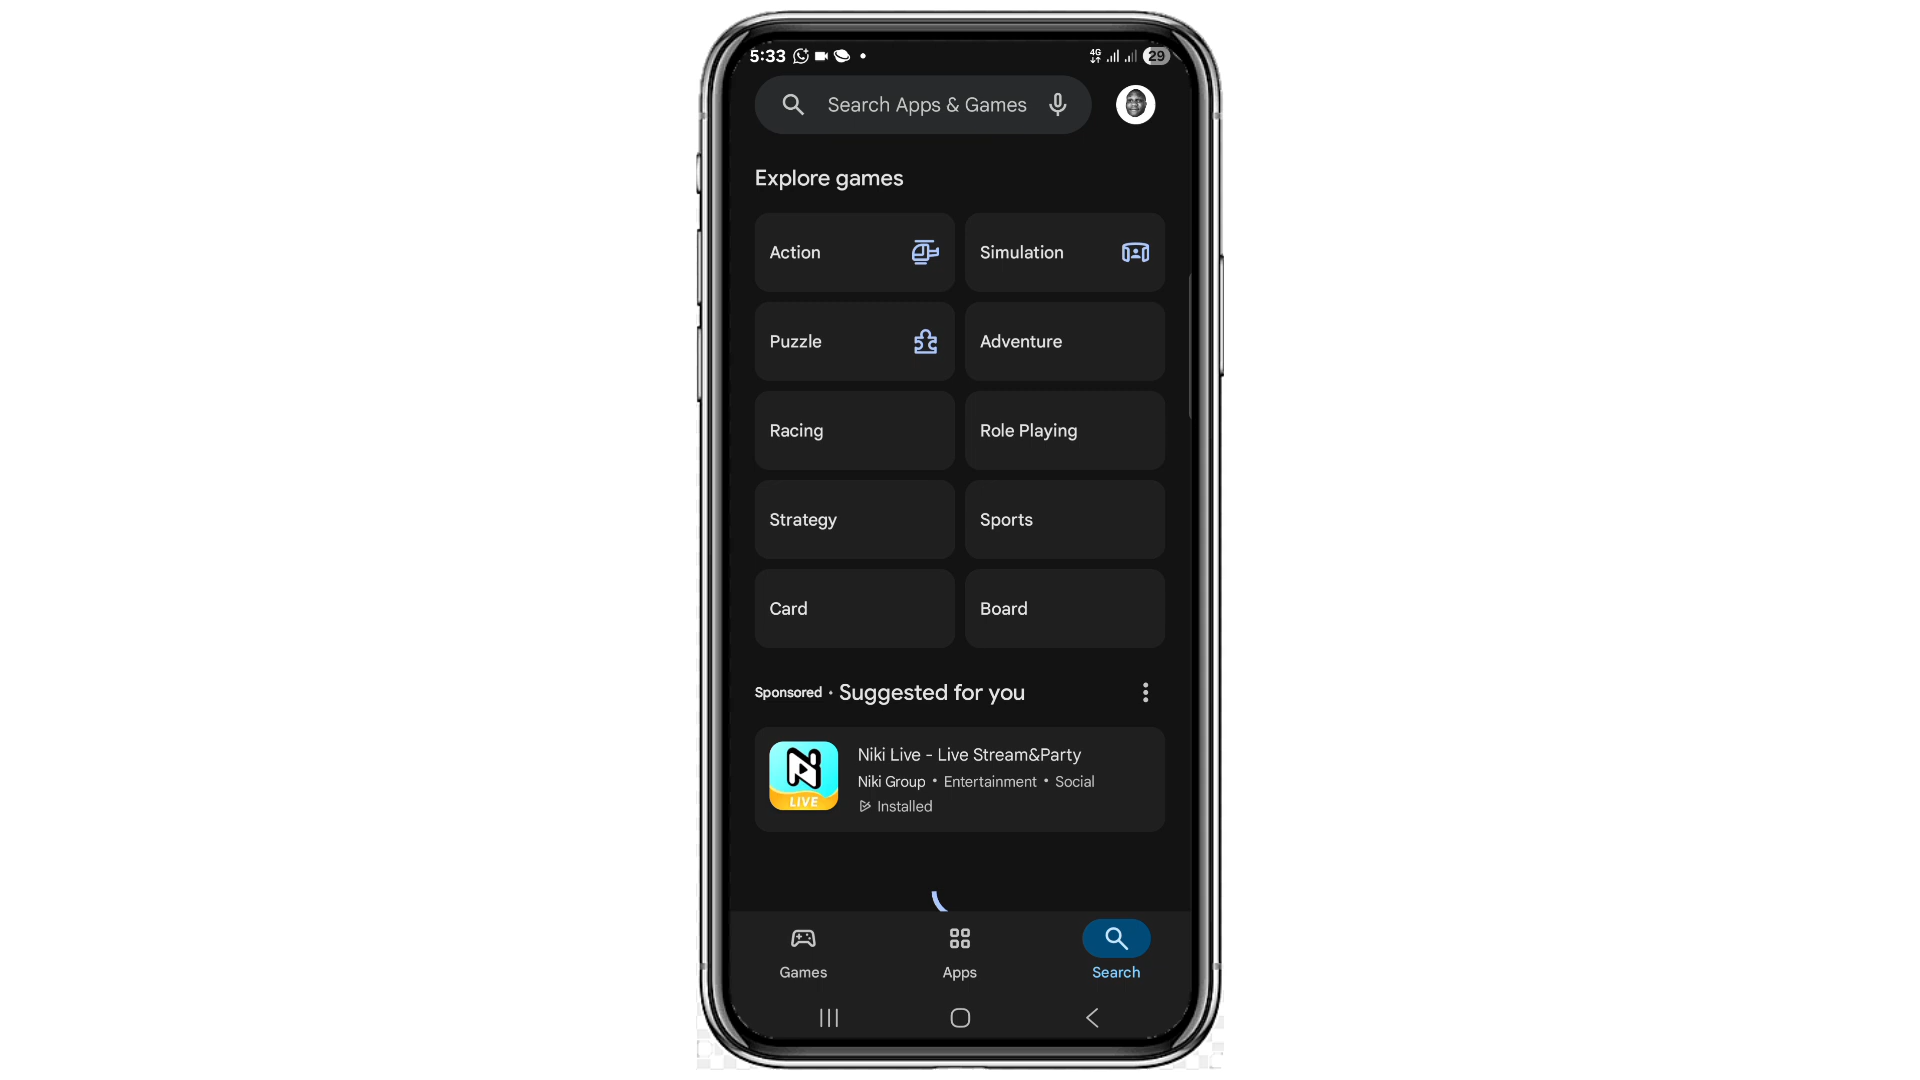 5:33
4G
29
Search Apps & Games
Explore games
Action
Simulation
Puzzle
Adventure
Racing
Role Playing
Strategy
Sports
Card
Board
Sponsored • Suggested for you
LIVE
Niki Live - Live Stream&Party
Niki Group • Entertainment • Social
Installed
Games
Apps
Search